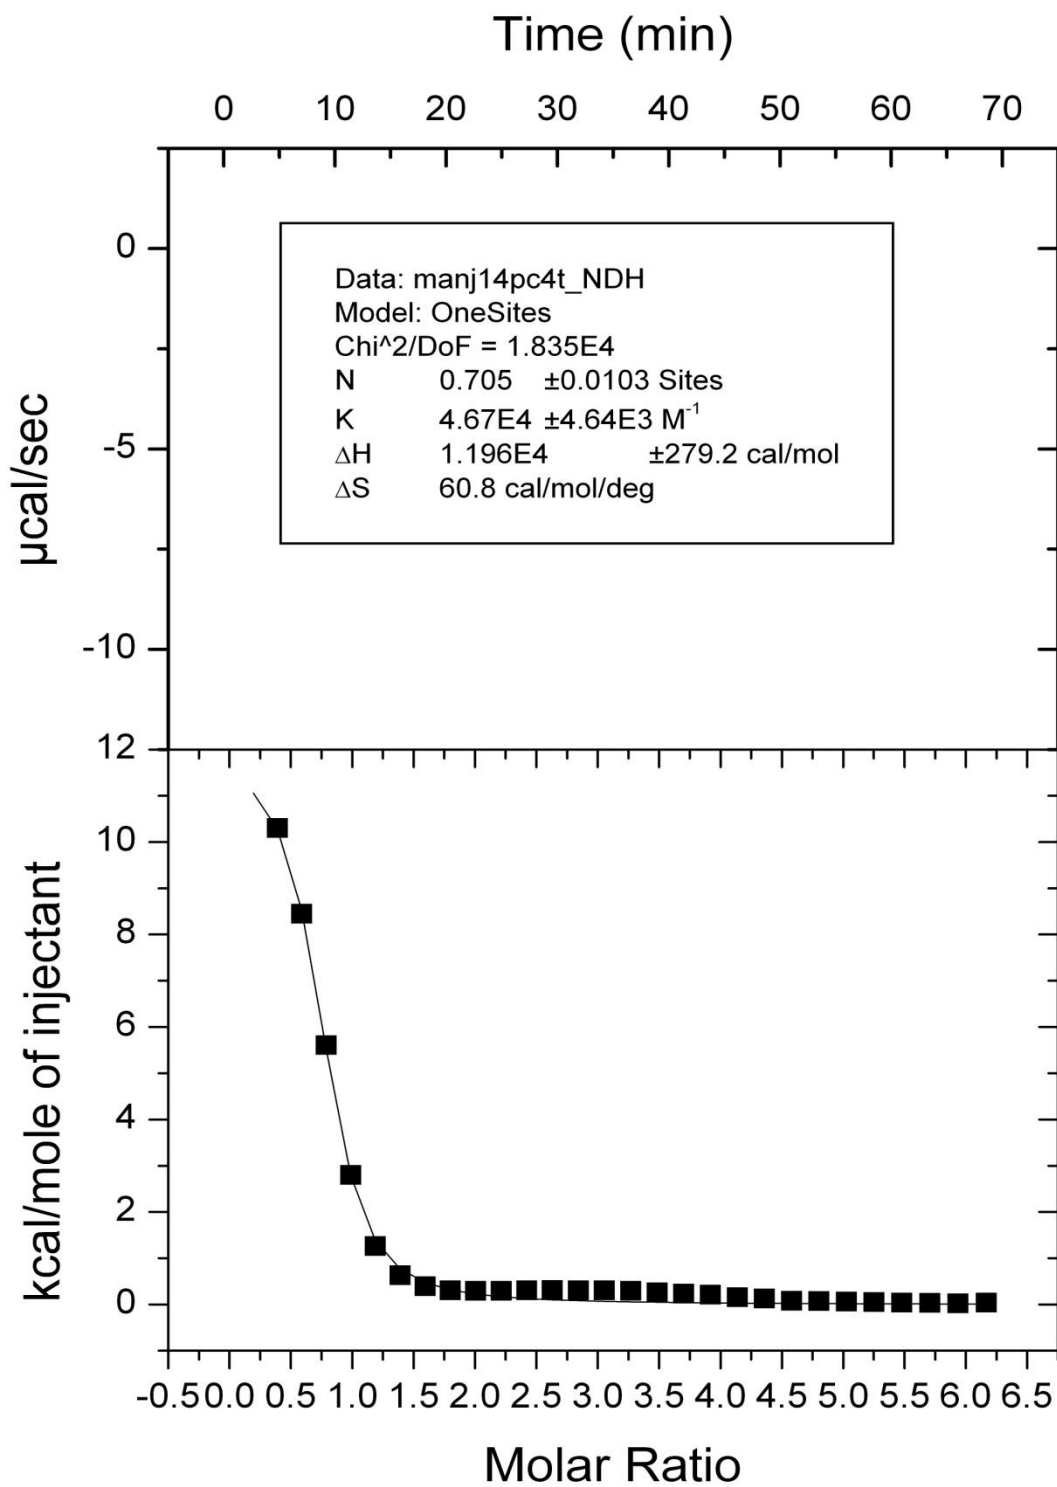 Time (min)
0 10 20 30 40 50 60 70
0
-5
-10
µcal/sec
Data: manj14pc4t_NDH
Model: OneSites
Chi^2/DoF = 1.835E4
N 0.705 ±0.0103 Sites
K 4.67E4 ±4.64E3 M⁻¹
ΔH 1.196E4 ±279.2 cal/mol
ΔS 60.8 cal/mol/deg
12
10
8
6
4
2
0
kcal/mole of injectant
-0.5 0.0 0.5 1.0 1.5 2.0 2.5 3.0 3.5 4.0 4.5 5.0 5.5 6.0 6.5
Molar Ratio